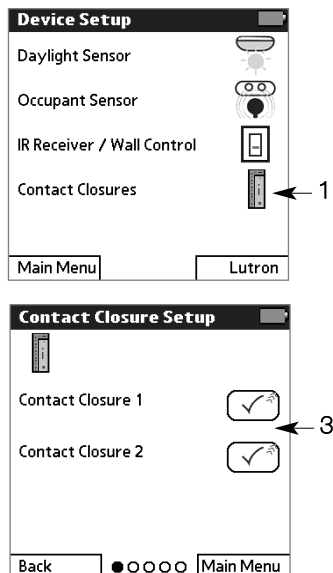 Device Setup
Daylight Sensor
Occupant Sensor
IR Receiver / Wall Control
Contact Closures
1
Main Menu
Lutron
Contact Closure Setup
Contact Closure 1
3
Contact Closure 2
Back
Main Menu